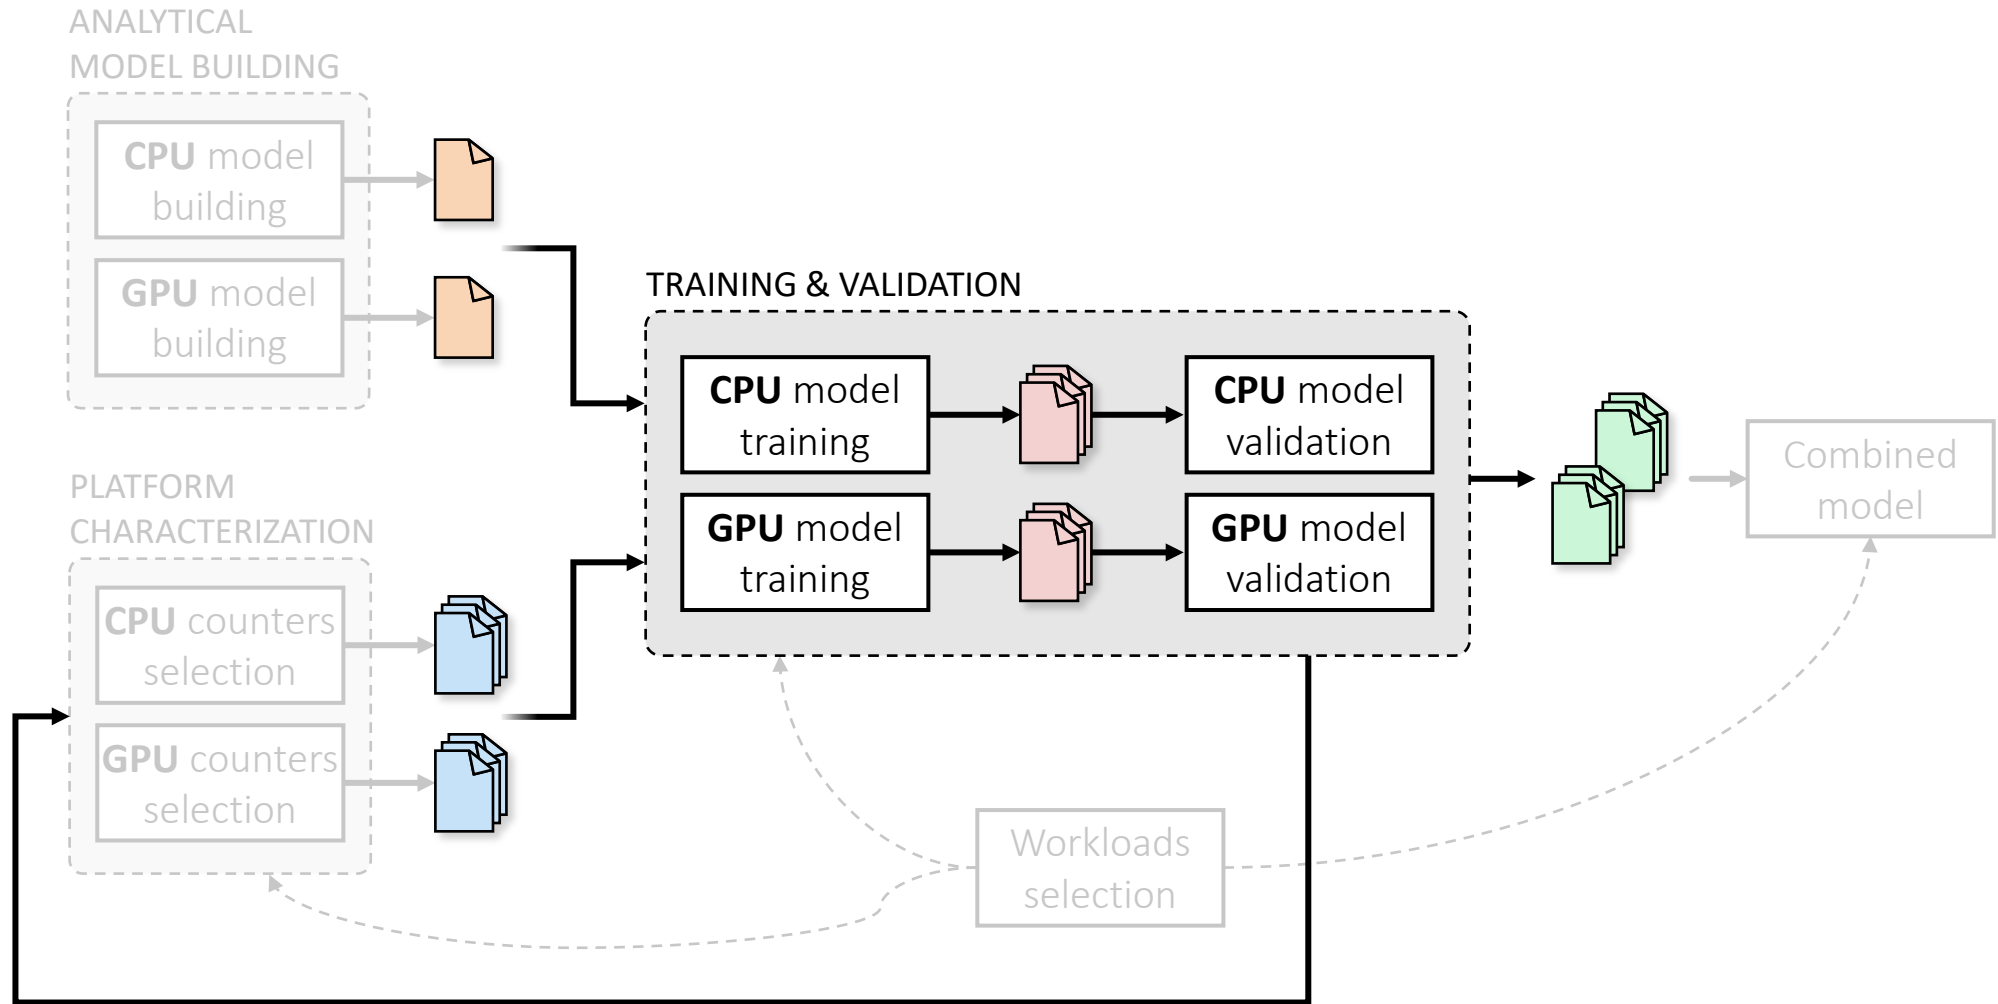 ANALYTICAL
MODEL BUILDING
CPU model
building
GPU model
building
TRAINING & VALIDATION
CPU model
training
CPU model
validation
GPU model
training
GPU model
validation
Combined
model
PLATFORM
CHARACTERIZATION
CPU counters
selection
GPU counters
selection
Workloads
selection